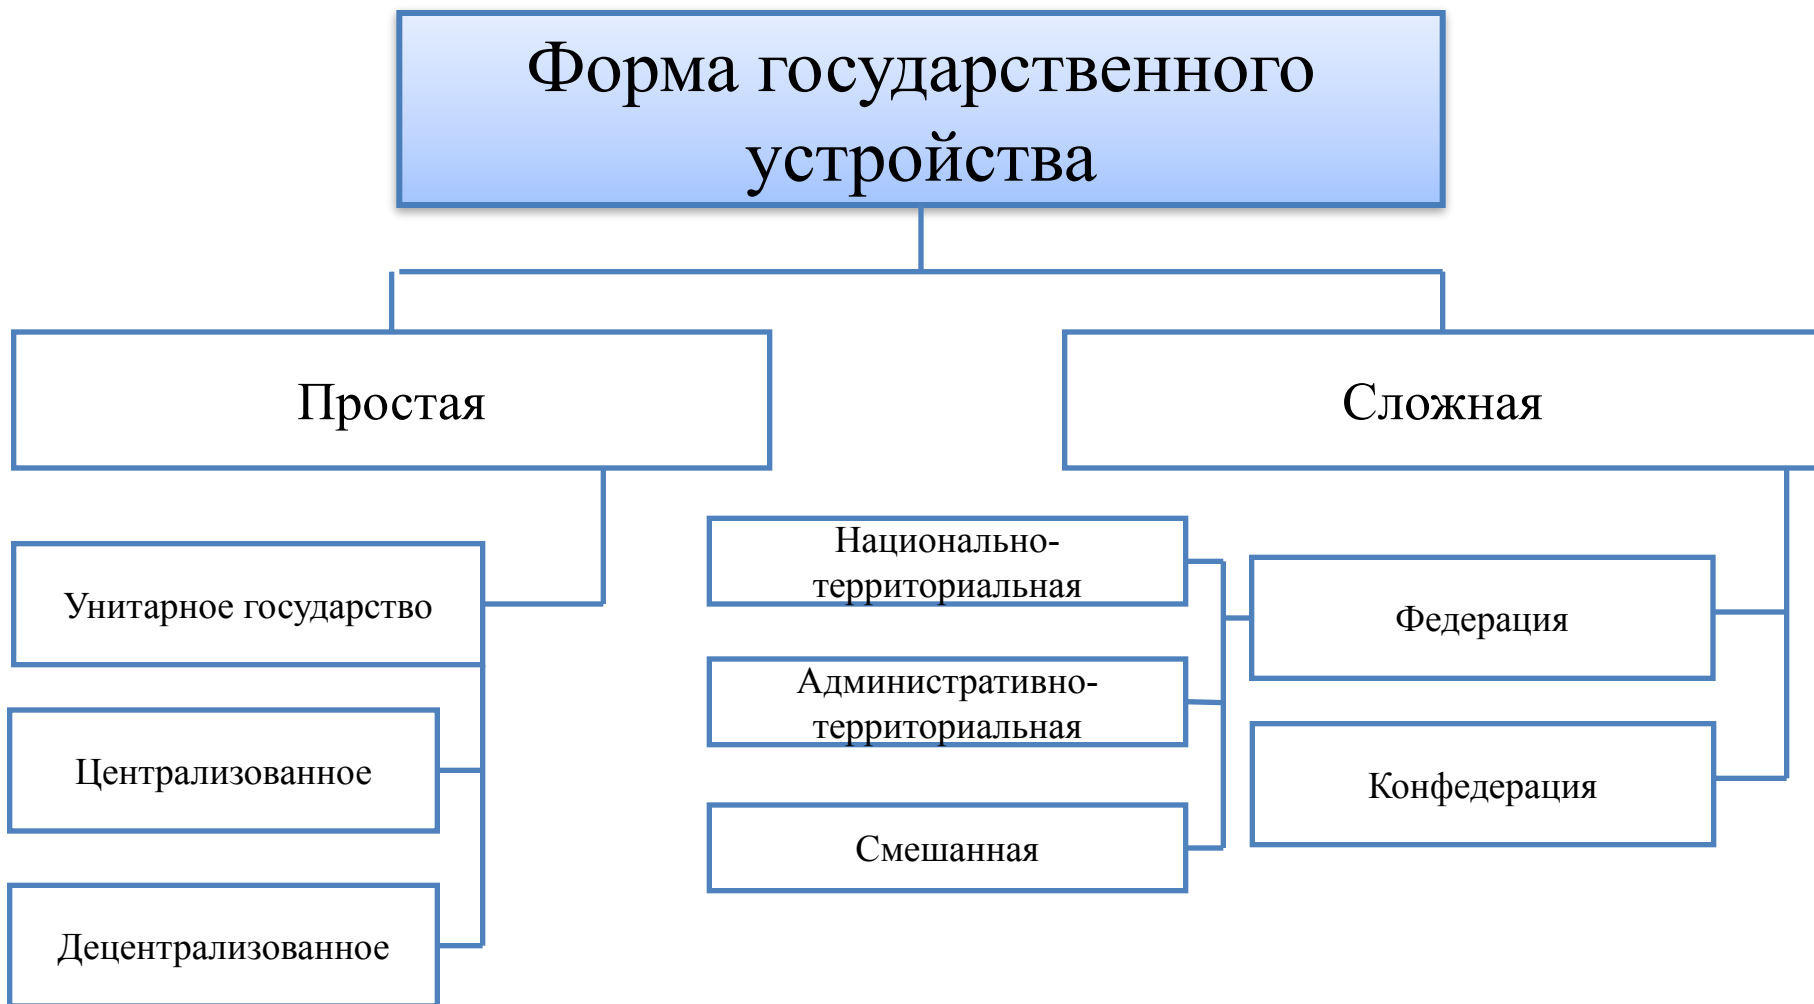 Форма государственного
устройства
Простая
Сложная
Унитарное государство
Централизованное
Децентрализованное
Национально-
территориальная
Административно-
территориальная
Смешанная
Федерация
Конфедерация